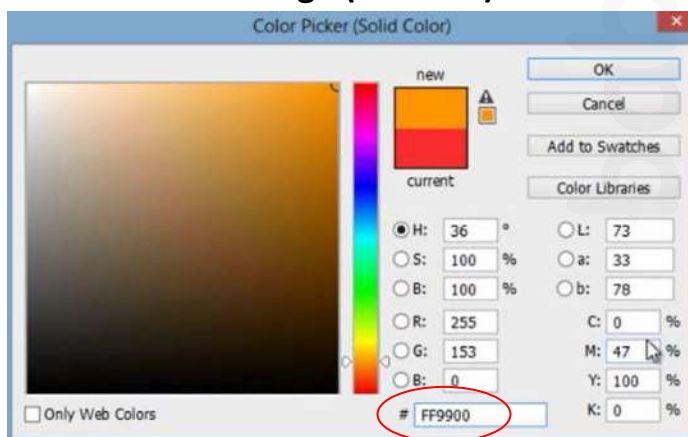 Color Picker (Solid Color)
new
current
OK
Cancel
Add to Swatches
Color Libraries
H: 36 °
S: 100 %
B: 100 %
R: 255
G: 153
B: 0
L: 73
a: 33
b: 78
C: 0 %
M: 47 %
Y: 100 %
K: 0 %
Only Web Colors
# FF9900